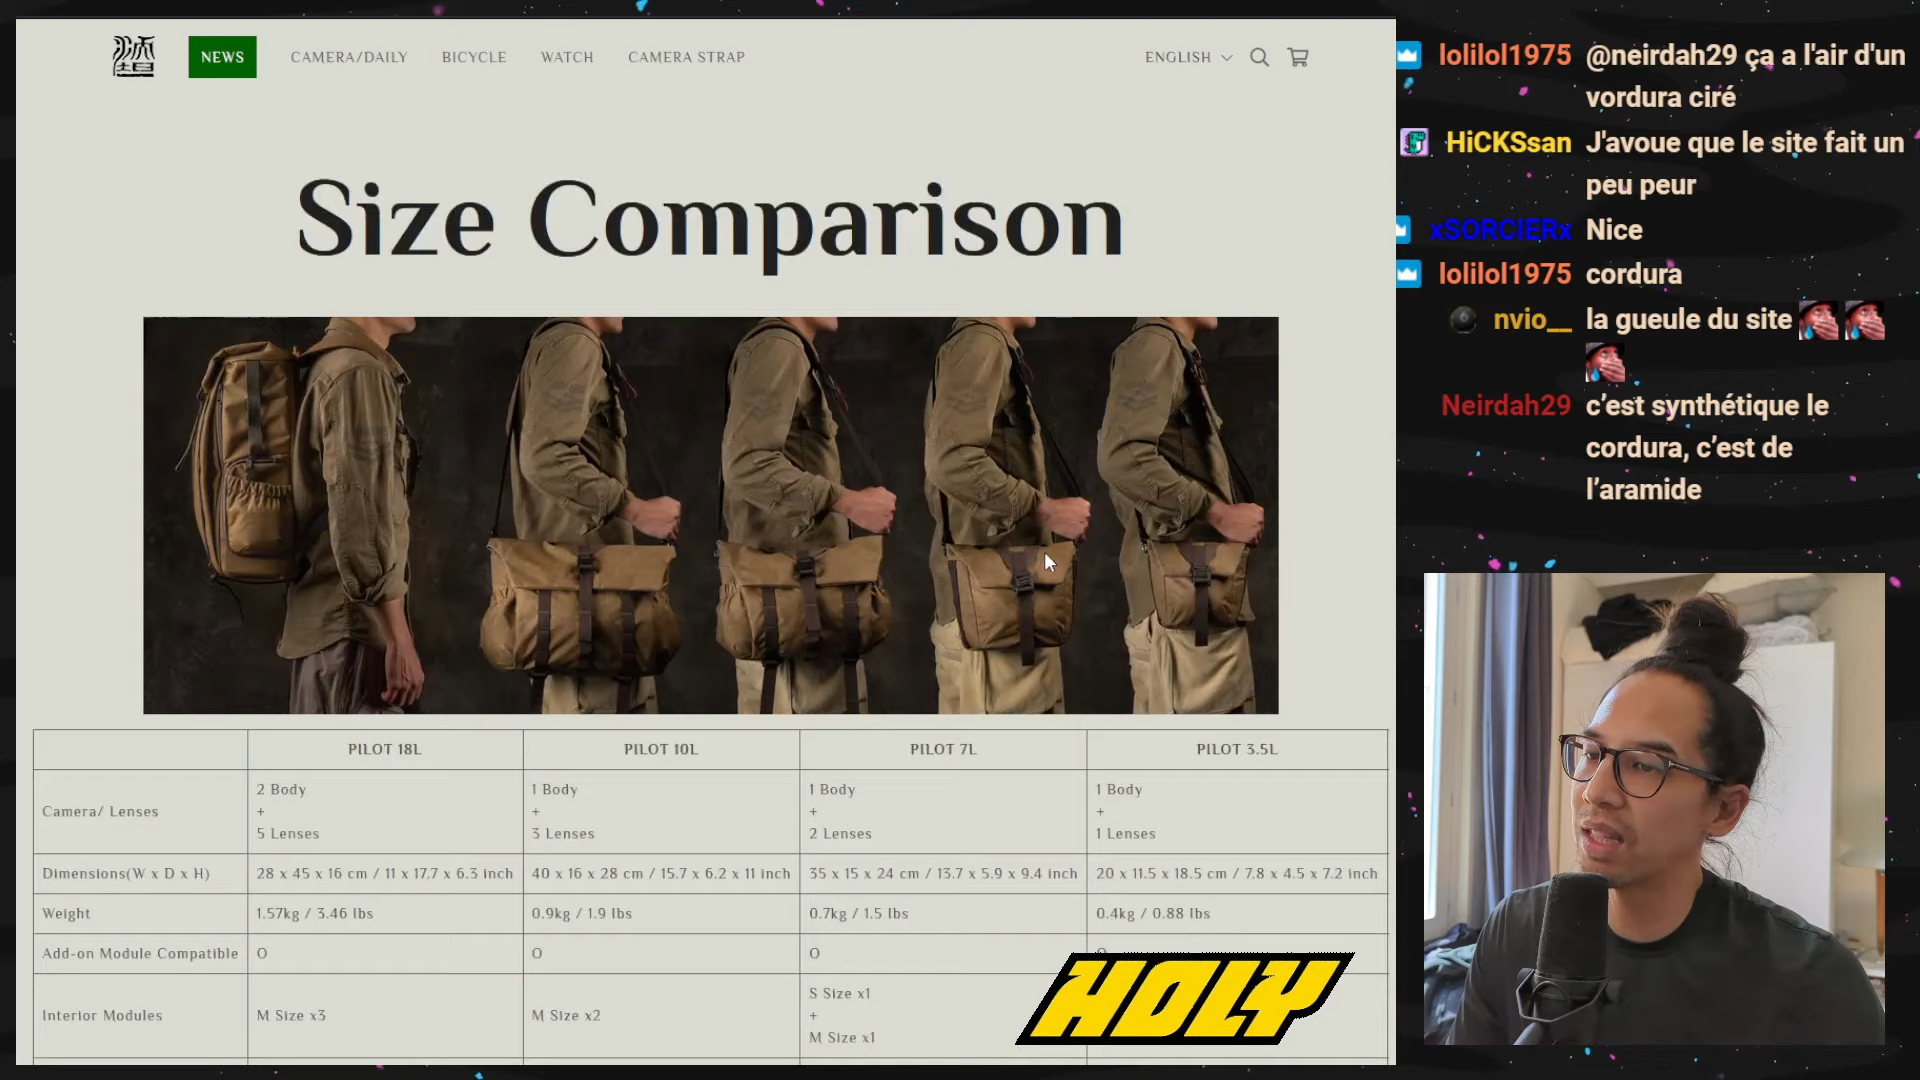 NEWS
CAMERA/DAILY
BICYCLE
WATCH
CAMERA STRAP
ENGLISH
Size Comparison
PILOT 18L
PILOT 10L
PILOT 7L
PILOT 3.5L
Camera/ Lenses
2 Body
+
5 Lenses
1 Body
+
3 Lenses
1 Body
+
2 Lenses
1 Body
+
1 Lenses
Dimensions(W x D x H)
28 x 45 x 16 cm / 11 x 17.7 x 6.3 inch
40 x 16 x 28 cm / 15.7 x 6.2 x 11 inch
35 x 15 x 24 cm / 13.7 x 5.9 x 9.4 inch
20 x 11.5 x 18.5 cm / 7.8 x 4.5 x 7.2 inch
Weight
1.57kg / 3.46 lbs
0.9kg / 1.9 lbs
0.7kg / 1.5 lbs
0.4kg / 0.88 lbs
Add-on Module Compatible
O
O
O
Interior Modules
M Size x3
M Size x2
S Size x1
+
M Size x1
HOLY
lolilol1975 @neirdah29 ça a l'air d'un
vordura ciré
HiCKSsan J'avoue que le site fait un
peu peur
xSORCIERx Nice
lolilol1975 cordura
nvio__ la gueule du site
Neirdah29 c'est synthétique le
cordura, c'est de
l'aramide